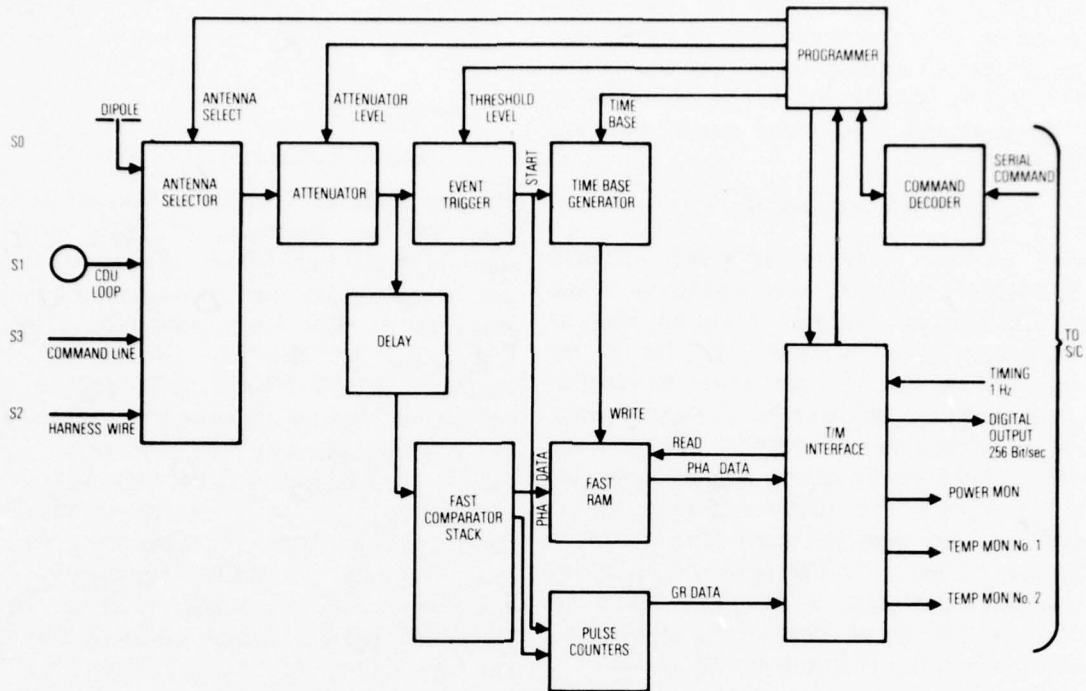 PROGRAMMER
DIPOLE
ANTENNA
SELECT
ATTENUATOR
LEVEL
THRESHOLD
LEVEL
TIME
BASE
S0
ANTENNA
SELECTOR
ATTENUATOR
EVENT
TRIGGER
START
TIME BASE
GENERATOR
COMMAND
DECODER
SERIAL
COMMAND
S1
CDU
LOOP
DELAY
S3
COMMAND LINE
S2
HARNESS WIRE
WRITE
FAST
COMPARATOR
STACK
PHA DATA
FAST
RAM
READ
PHA DATA
T/M
INTERFACE
TIMING
1 Hz
DIGITAL
OUTPUT
256 Bit/sec
POWER MON
TEMP MON No. 1
TEMP MON No. 2
TO
S/C
GR DATA
PULSE
COUNTERS